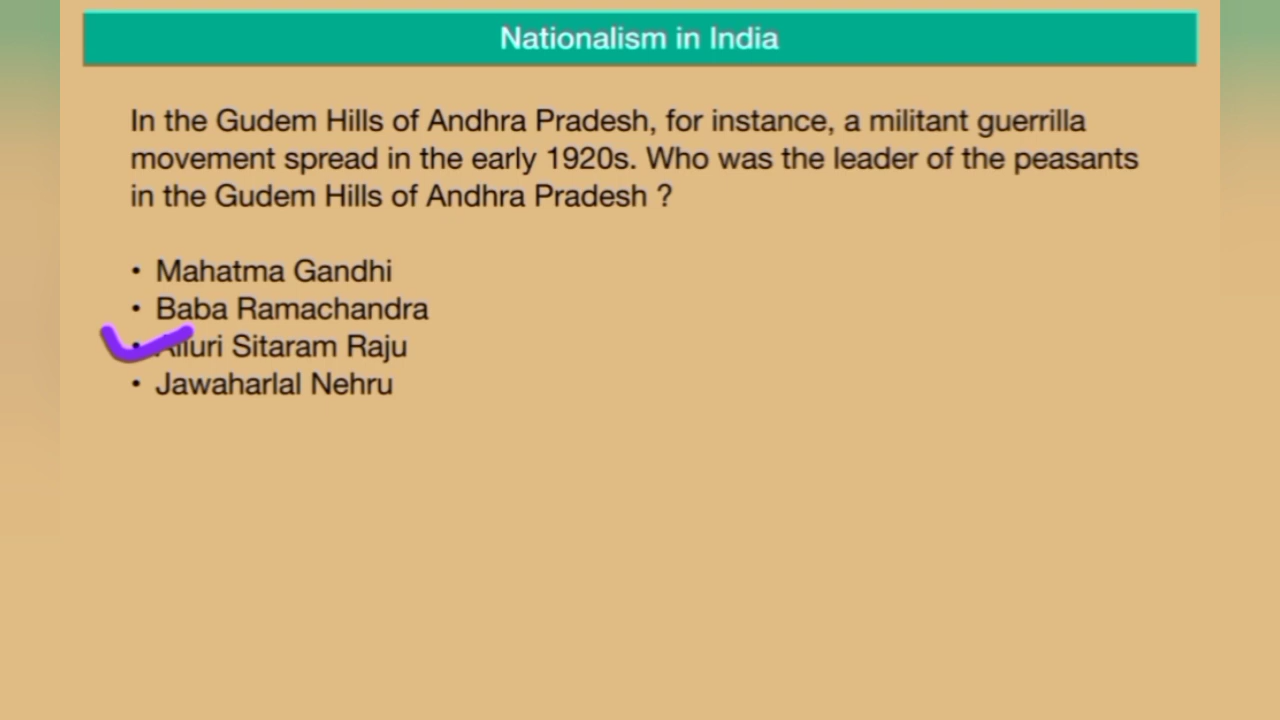 Nationalism in India
In the Gudem Hills of Andhra Pradesh, for instance, a militant guerrilla
movement spread in the early 1920s. Who was the leader of the peasants
in the Gudem Hills of Andhra Pradesh ?
• Mahatma Gandhi
• Baba Ramachandra
• Alluri Sitaram Raju
• Jawaharlal Nehru